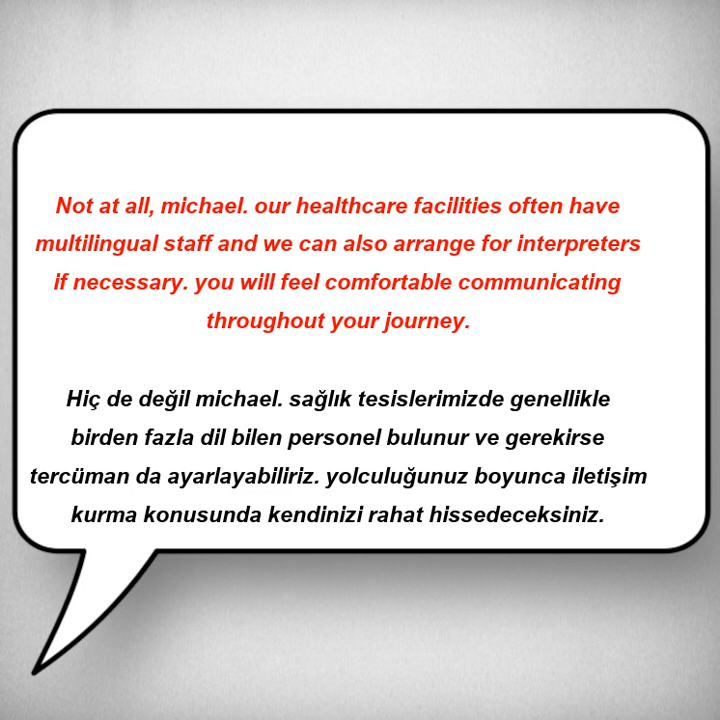 Not at all, michael. our healthcare facilities often have
multilingual staff and we can also arrange for interpreters
if necessary. you will feel comfortable communicating
throughout your journey.
Hiç de değil michael. sağlık tesislerimizde genellikle
birden fazla dil bilen personel bulunur ve gerekirse
tercüman da ayarlayabiliriz. yolculuğunuz boyunca iletişim
kurma konusunda kendinizi rahat hissedeceksiniz.